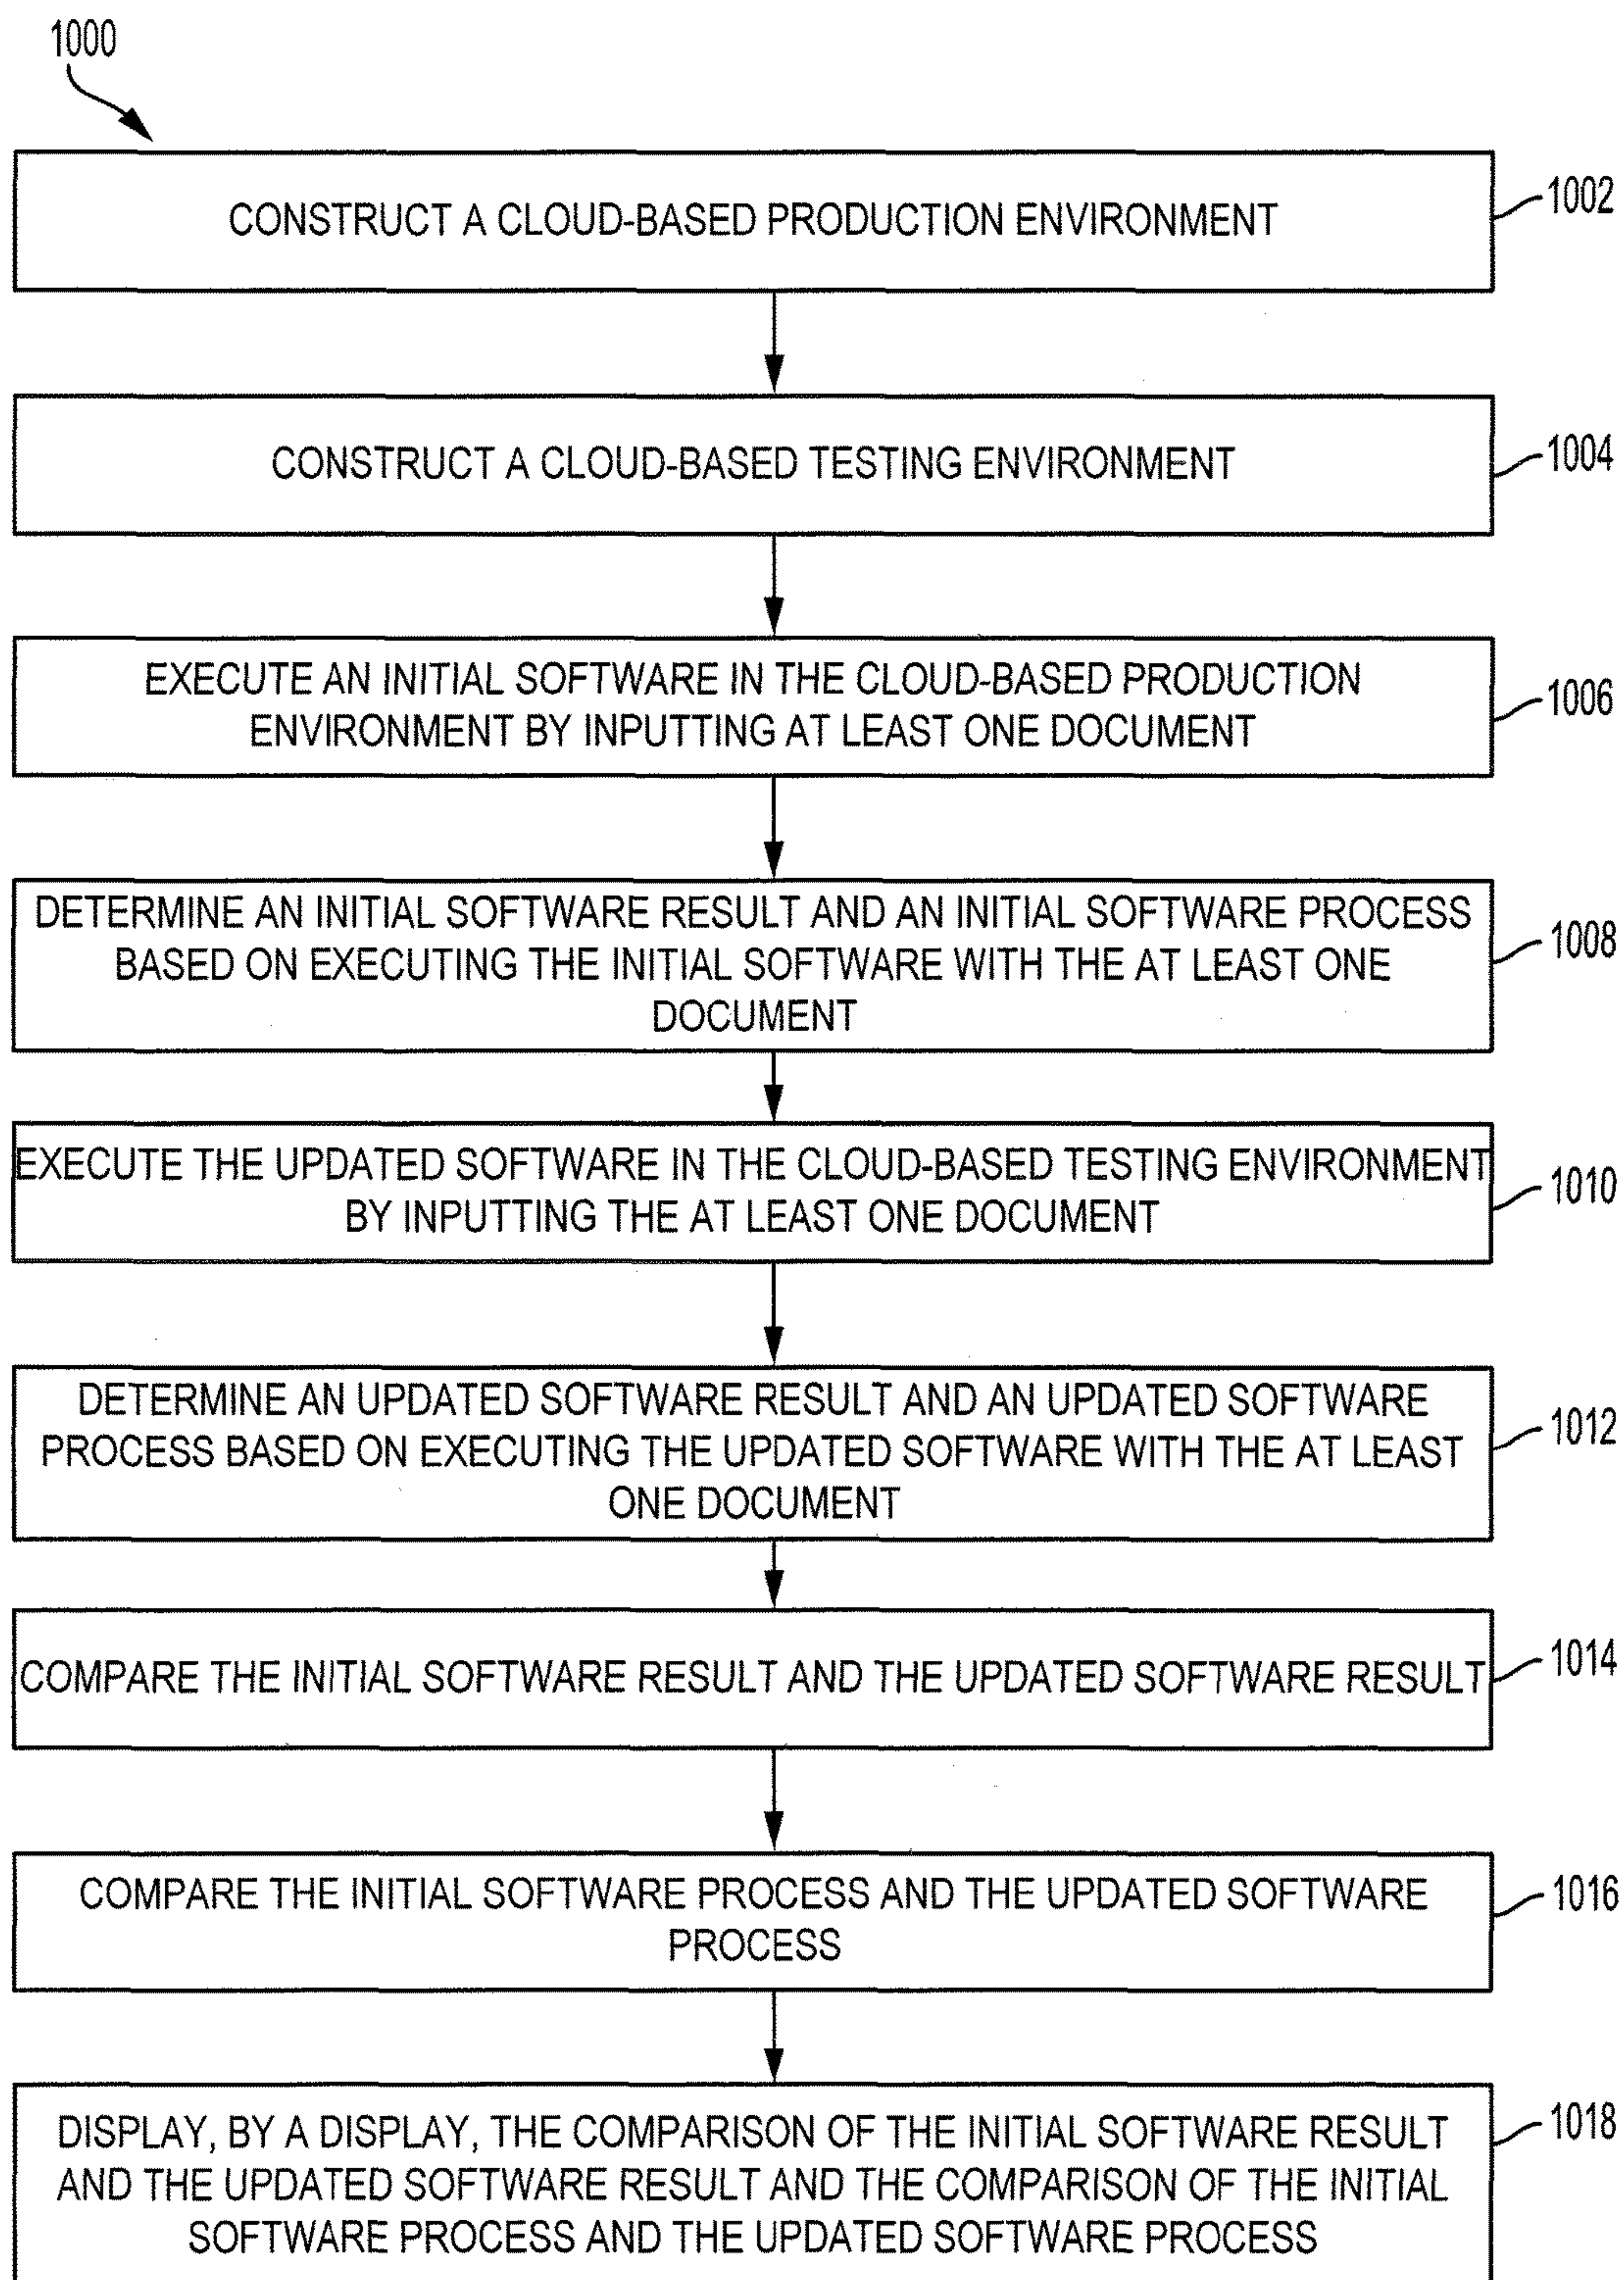 1000
CONSTRUCT A CLOUD-BASED PRODUCTION ENVIRONMENT
1002
CONSTRUCT A CLOUD-BASED TESTING ENVIRONMENT
1004
EXECUTE AN INITIAL SOFTWARE IN THE CLOUD-BASED PRODUCTION
ENVIRONMENT BY INPUTTING AT LEAST ONE DOCUMENT
1006
DETERMINE AN INITIAL SOFTWARE RESULT AND AN INITIAL SOFTWARE PROCESS
BASED ON EXECUTING THE INITIAL SOFTWARE WITH THE AT LEAST ONE
DOCUMENT
1008
EXECUTE THE UPDATED SOFTWARE IN THE CLOUD-BASED TESTING ENVIRONMENT
BY INPUTTING THE AT LEAST ONE DOCUMENT
1010
DETERMINE AN UPDATED SOFTWARE RESULT AND AN UPDATED SOFTWARE
PROCESS BASED ON EXECUTING THE UPDATED SOFTWARE WITH THE AT LEAST
ONE DOCUMENT
1012
COMPARE THE INITIAL SOFTWARE RESULT AND THE UPDATED SOFTWARE RESULT
1014
COMPARE THE INITIAL SOFTWARE PROCESS AND THE UPDATED SOFTWARE
PROCESS
1016
DISPLAY, BY A DISPLAY, THE COMPARISON OF THE INITIAL SOFTWARE RESULT
AND THE UPDATED SOFTWARE RESULT AND THE COMPARISON OF THE INITIAL
SOFTWARE PROCESS AND THE UPDATED SOFTWARE PROCESS
1018